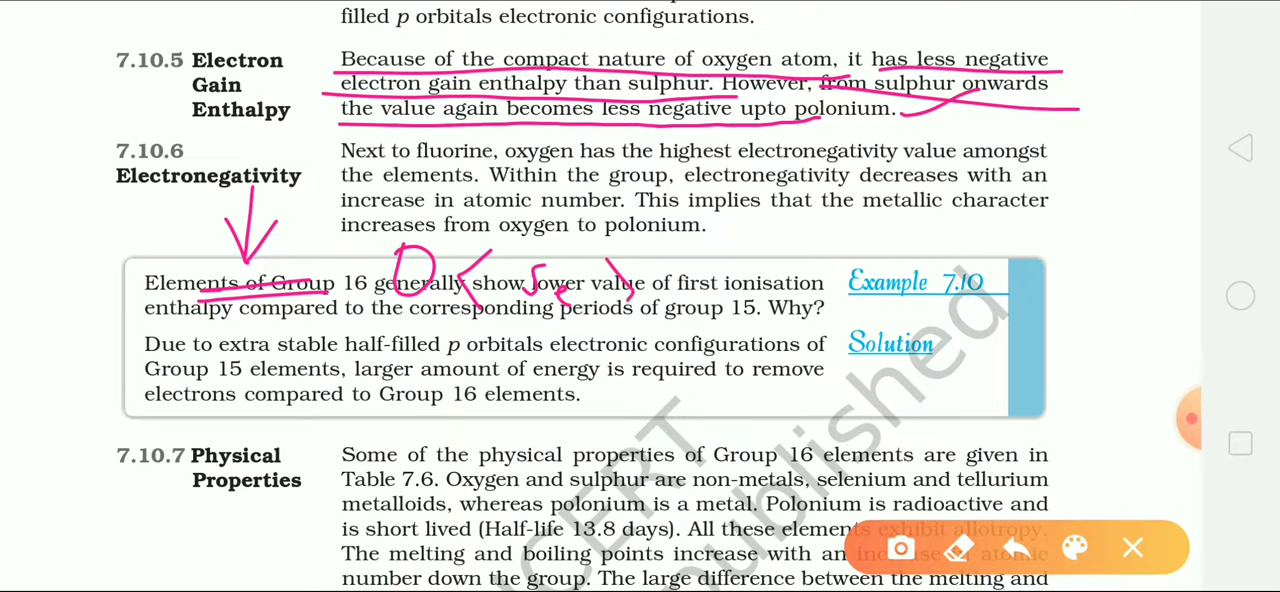 filled p orbitals electronic configurations.
7.10.5 Electron Gain Enthalpy
Because of the compact nature of oxygen atom, it has less negative
electron gain enthalpy than sulphur. However, from sulphur onwards
the value again becomes less negative upto polonium.
7.10.6 Electronegativity
Next to fluorine, oxygen has the highest electronegativity value amongst
the elements. Within the group, electronegativity decreases with an
increase in atomic number. This implies that the metallic character
increases from oxygen to polonium.
O < S e >
Elements of Group 16 generally show lower value of first ionisation
enthalpy compared to the corresponding periods of group 15. Why?
Example 7.10
Due to extra stable half-filled p orbitals electronic configurations of
Group 15 elements, larger amount of energy is required to remove
electrons compared to Group 16 elements.
Solution
7.10.7 Physical Properties
Some of the physical properties of Group 16 elements are given in
Table 7.6. Oxygen and sulphur are non-metals, selenium and tellurium
metalloids, whereas polonium is a metal. Polonium is radioactive and
is short lived (Half-life 13.8 days). All these elements exhibit allotropy.
The melting and boiling points increase with an increase in atomic
number down the group. The large difference between the melting and
NCERT
published